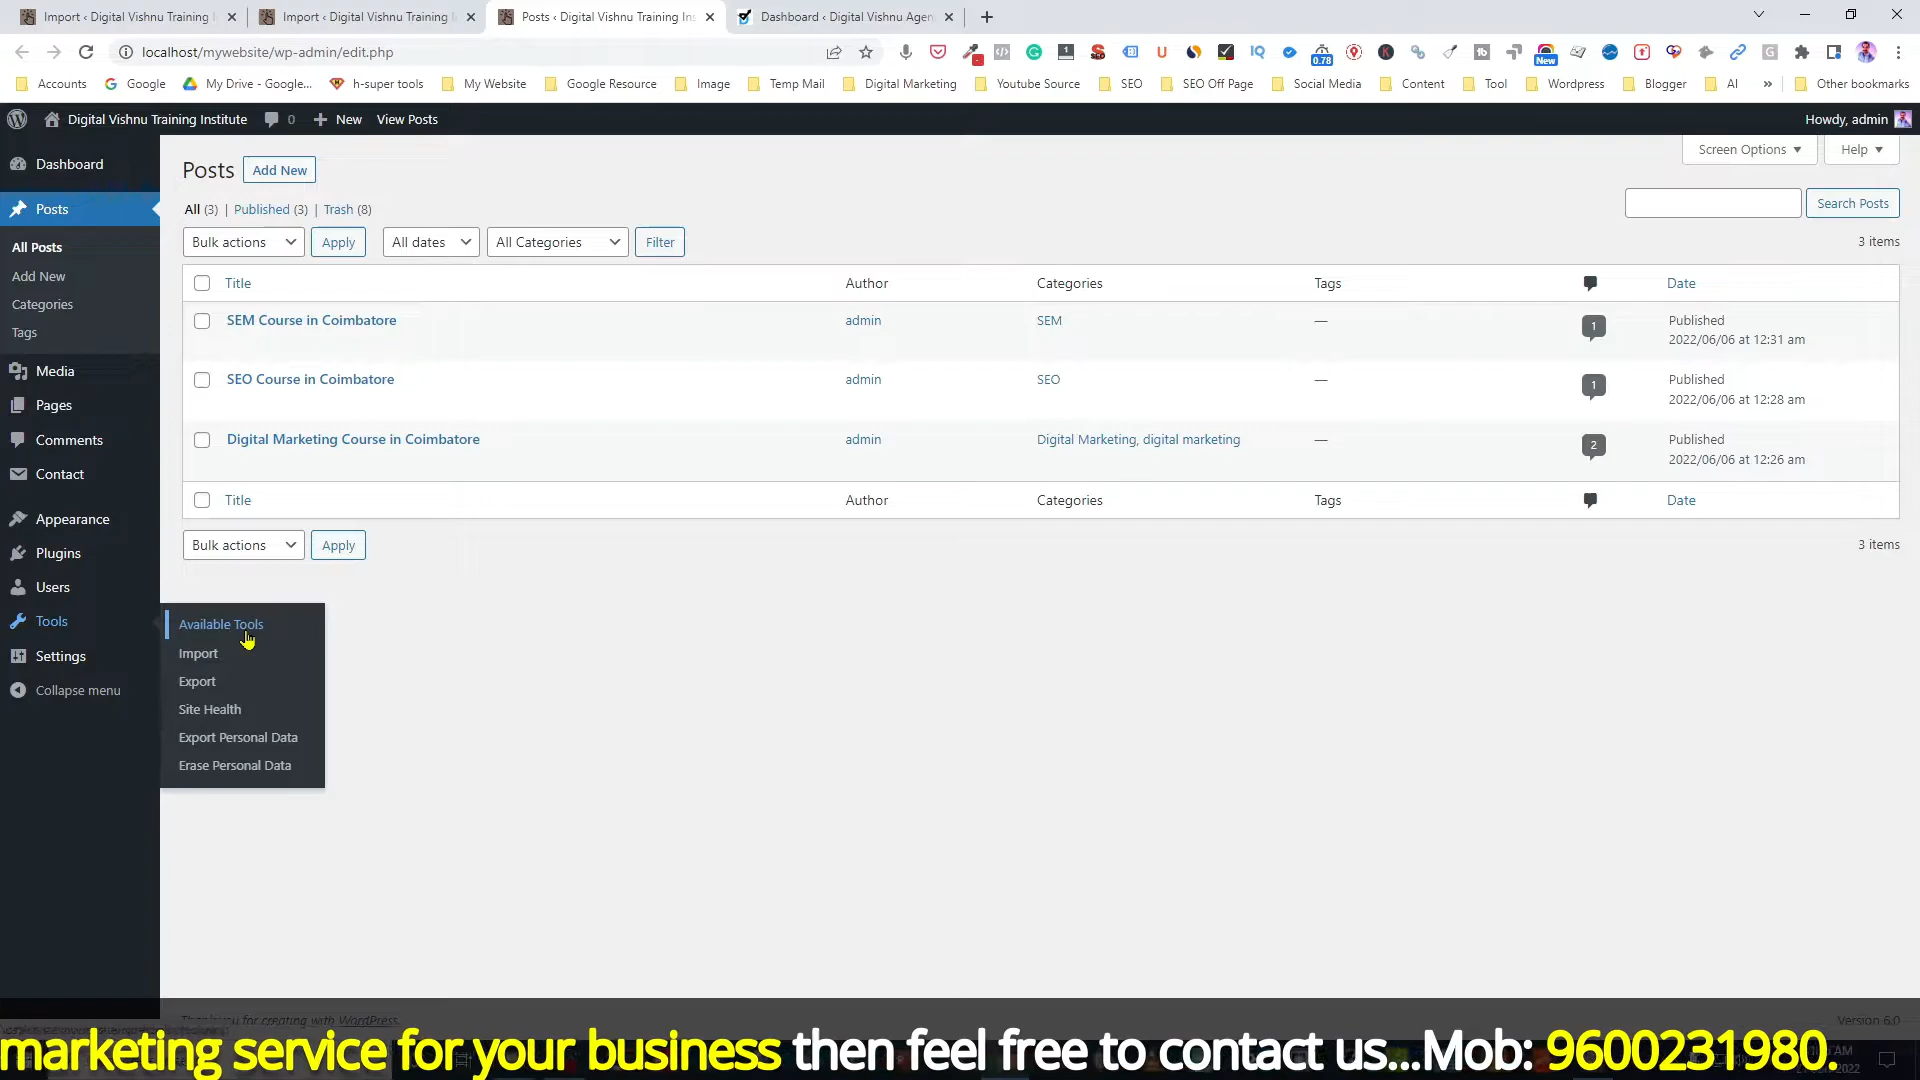 Import ‹ Digital Vishnu Training I
Import ‹ Digital Vishnu Training I
Posts ‹ Digital Vishnu Training Ins
Dashboard ‹ Digital Vishnu Agen
localhost/mywebsite/wp-admin/edit.php
0.78
New
Accounts
Google
My Drive - Google...
h-super tools
My Website
Google Resource
Image
Temp Mail
Digital Marketing
Youtube Source
SEO
SEO Off Page
Social Media
Content
Tool
Wordpress
Blogger
AI
»
Other bookmarks
Digital Vishnu Training Institute
0
New
View Posts
Howdy, admin
Dashboard
Posts
All Posts
Add New
Categories
Tags
Media
Pages
Comments
Contact
Appearance
Plugins
Users
Tools
Settings
Collapse menu
Available Tools
Import
Export
Site Health
Export Personal Data
Erase Personal Data
Posts
Add New
Screen Options
Help
All (3) | Published (3) | Trash (8)
Search Posts
Bulk actions
Apply
All dates
All Categories
Filter
3 items
Title Author Categories Tags Date
SEM Course in Coimbatore admin SEM — 1 Published
2022/06/06 at 12:31 am
SEO Course in Coimbatore admin SEO — 1 Published
2022/06/06 at 12:28 am
Digital Marketing Course in Coimbatore admin Digital Marketing, digital marketing — 2 Published
2022/06/06 at 12:26 am
Title Author Categories Tags Date
Bulk actions
Apply
3 items
Thank you for creating with WordPress.
Version 6.0
marketing service for your business then feel free to contact us...Mob: 9600231980.